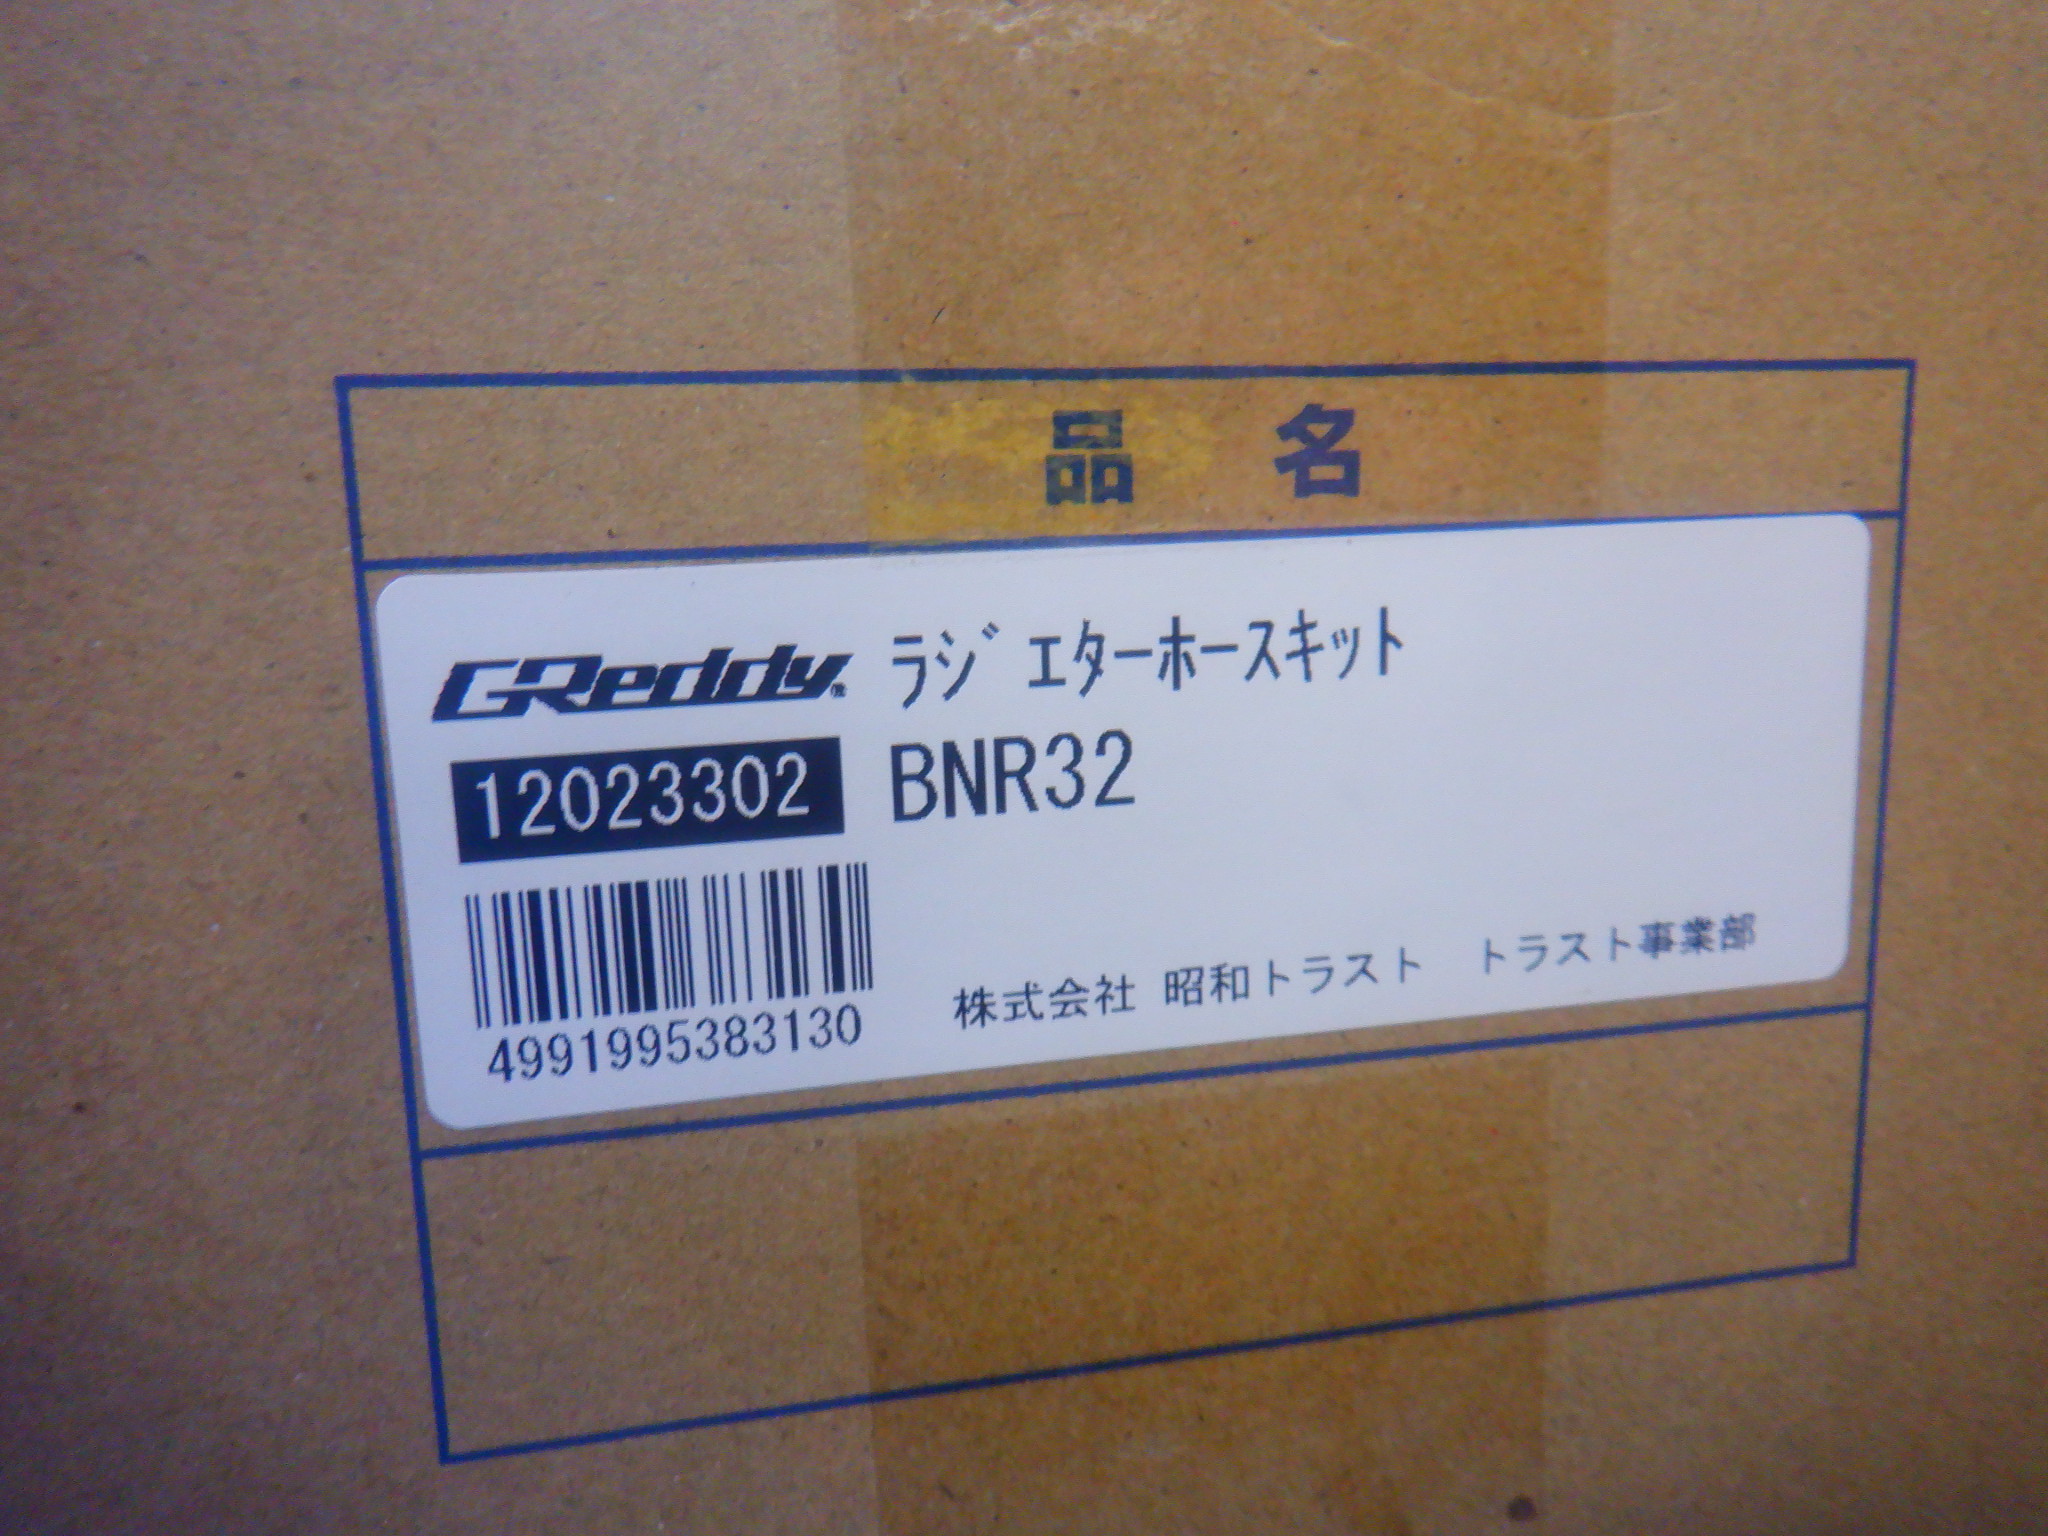 品名
GReddy® ラジエターホースキット
12023302 BNR32
4991995383130
株式会社 昭和トラスト トラスト事業部